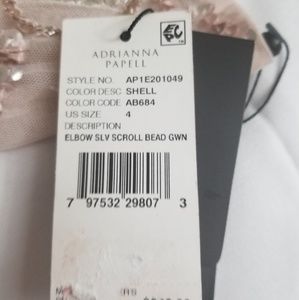 ADRIANNA
PAPELL
STYLE NO. AP1E201049
COLOR DESC SHELL
COLOR CODE AB684
US SIZE 4
DESCRIPTION
ELBOW SLV SCROLL BEAD GWN
7 97532 29807 3